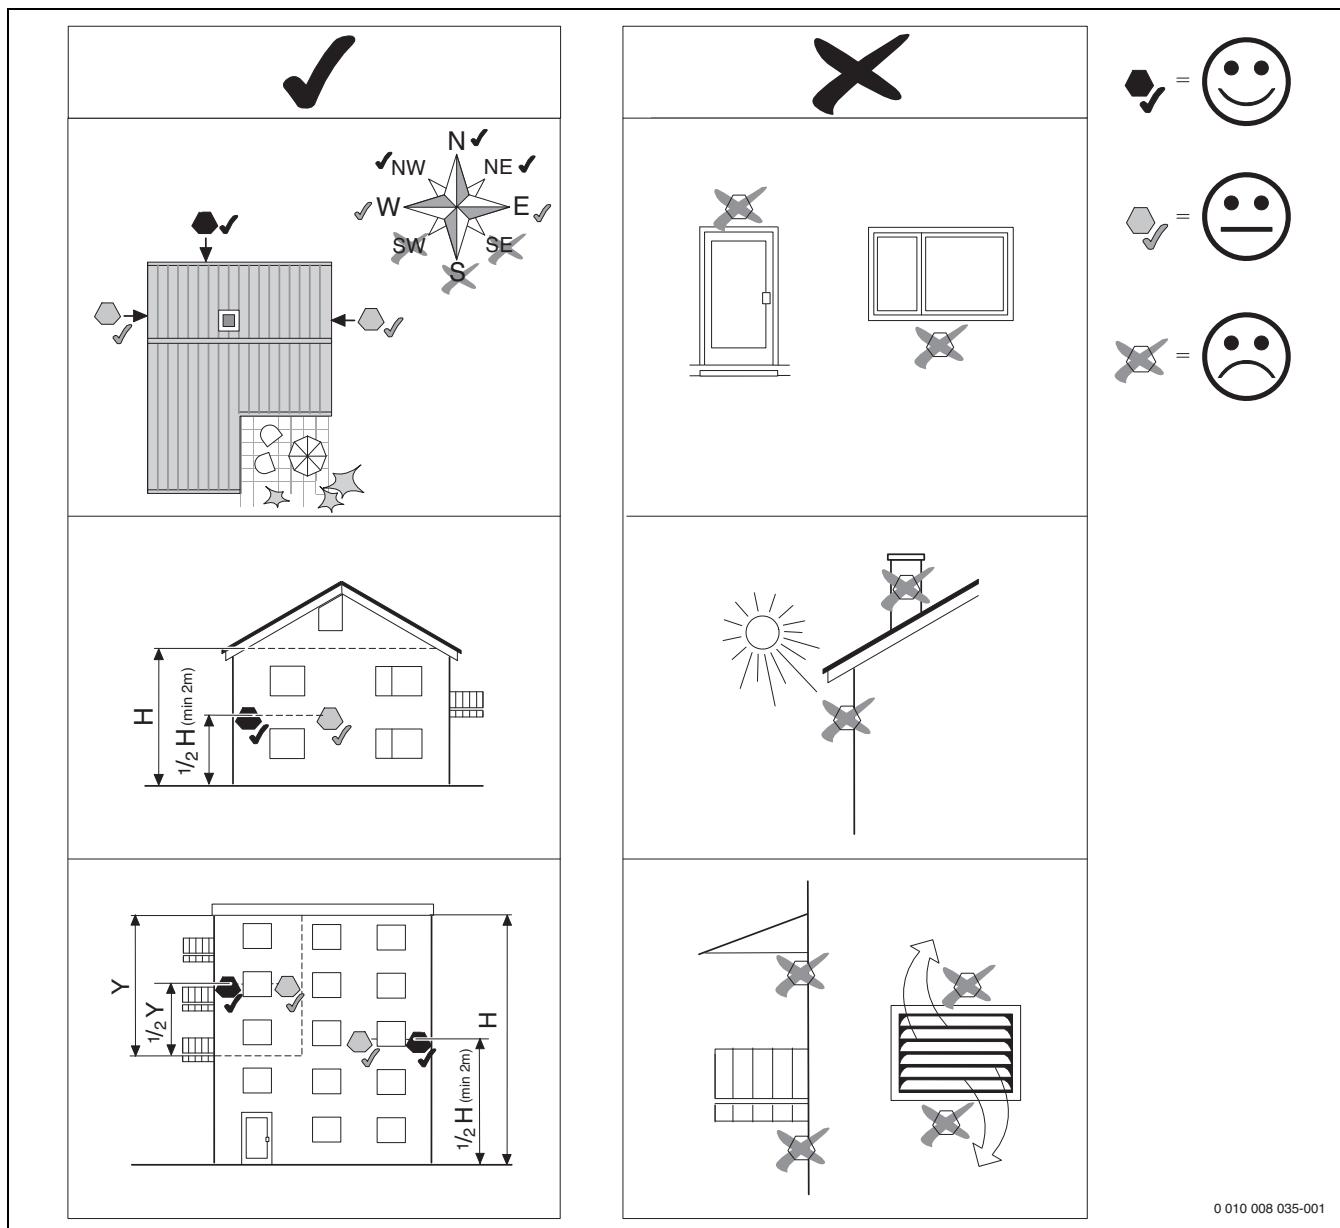 N
NW NE
W E
SW SE
S
=
=
=
H
1/2 H (min 2m)
Y
1/2 Y
H
1/2 H (min 2m)
0 010 008 035-001